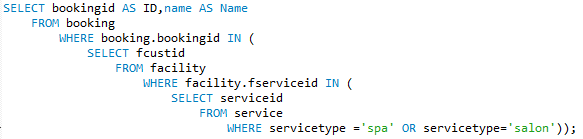 SELECT bookingid AS ID,name AS Name
FROM booking
WHERE booking.bookingid IN (
SELECT fcustid
FROM facility
WHERE facility.fserviceid IN (
SELECT serviceid
FROM service
WHERE servicetype ='spa' OR servicetype='salon'));